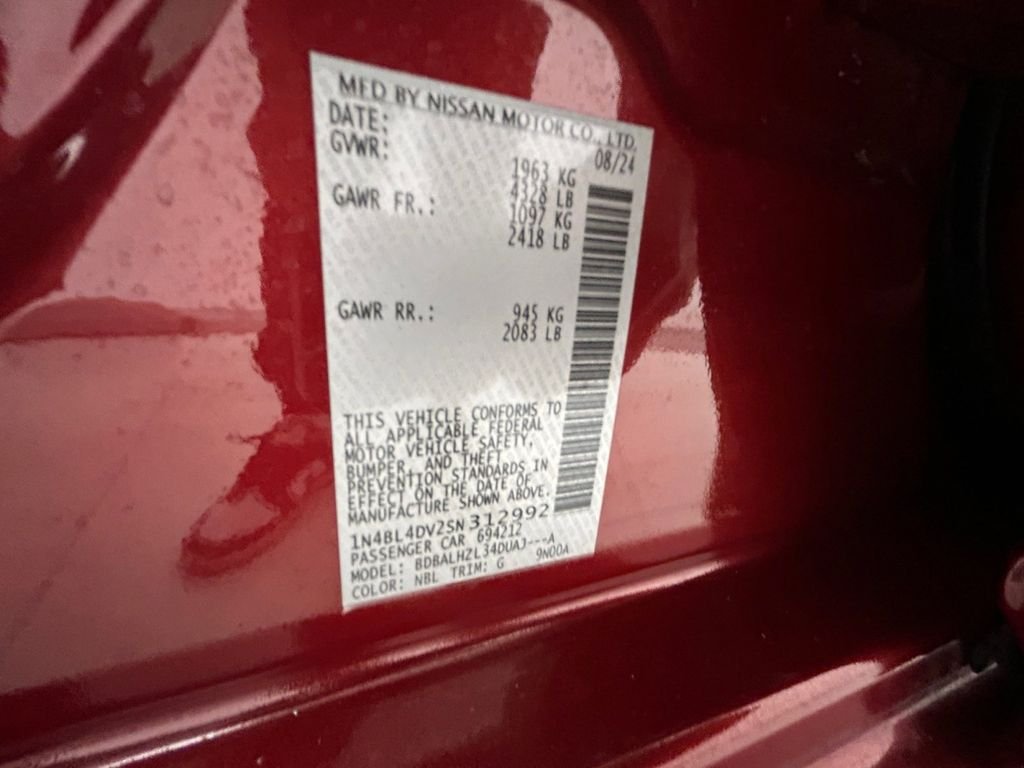 MFD BY NISSAN MOTOR CO., LTD.
DATE: 08/24
GVWR: 1963 KG
4328 LB
GAWR FR.: 1097 KG
2418 LB
GAWR RR.: 945 KG
2083 LB
THIS VEHICLE CONFORMS TO
ALL APPLICABLE FEDERAL
MOTOR VEHICLE SAFETY,
BUMPER, AND THEFT
PREVENTION STANDARDS IN
EFFECT ON THE DATE OF
MANUFACTURE SHOWN ABOVE.
1N4BL4DV2SN312992
PASSENGER CAR 694212
MODEL: BDBALHZL34DUAJ---A
COLOR: NBL TRIM: G 9N00A